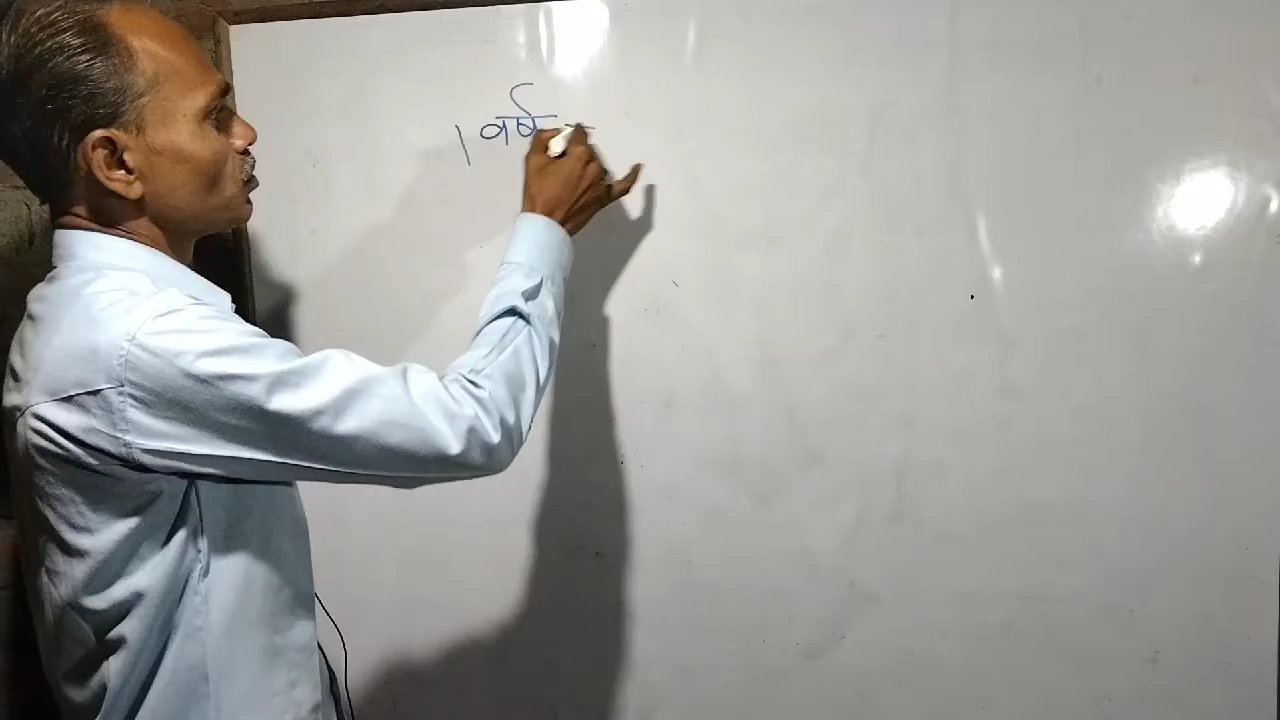 1 वर्ष =